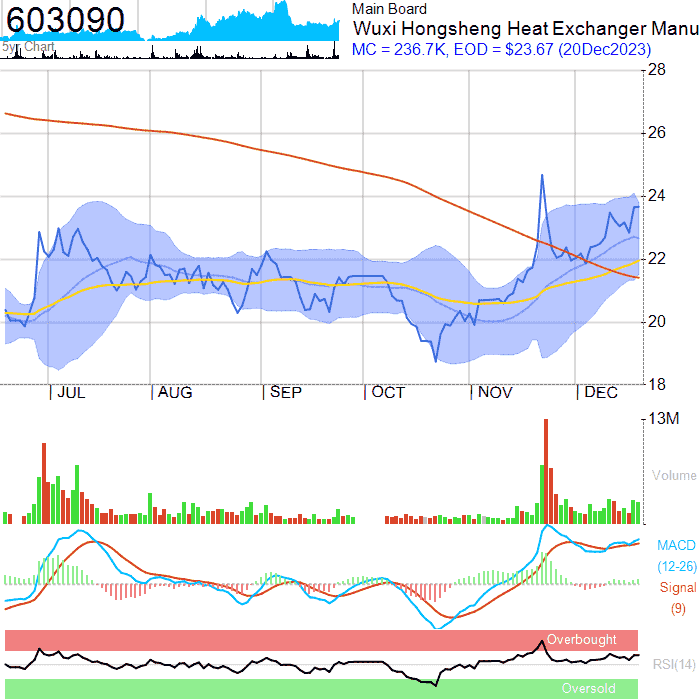 603090
5yr Chart
Main Board
Wuxi Hongsheng Heat Exchanger Manu
MC = 236.7K, EOD = $23.67 (20Dec2023)
28
26
24
22
20
18
JUL AUG SEP OCT NOV DEC
13M
Volume
MACD
(12-26)
Signal
(9)
Overbought
RSI(14)
Oversold